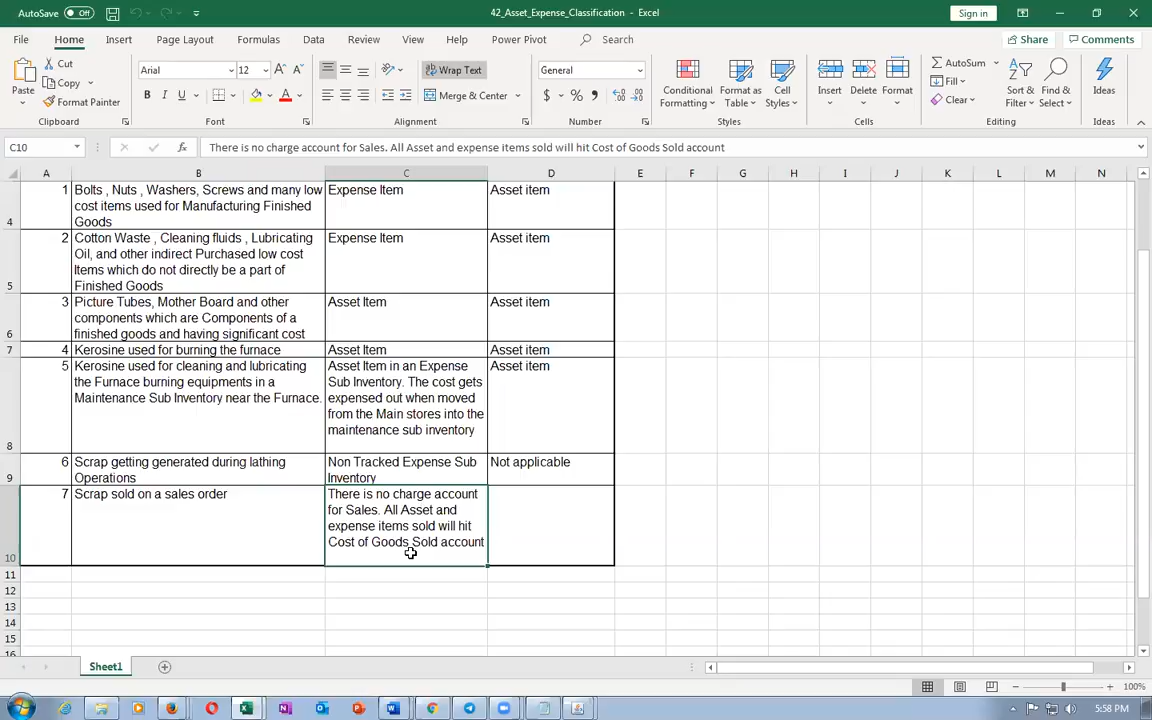 AutoSave Off 42_Asset_Expense_Classification - Excel Sign in
File Home Insert Page Layout Formulas Data Review View Help Power Pivot Search Share Comments
Paste Cut Copy Format Painter Clipboard
Arial 12 A A B I U A Font
Wrap Text Merge & Center Alignment
General $ % Number
Conditional Formatting Format as Table Cell Styles Styles
Insert Delete Format Cells
AutoSum Fill Clear Sort & Filter Find & Select Editing
Ideas Ideas
C10 fx There is no charge account for Sales. All Asset and expense items sold will hit Cost of Goods Sold account
A B C D E F G H I J K L M N
4 1 Bolts , Nuts , Washers, Screws and many low Expense Item Asset item
cost items used for Manufacturing Finished
Goods
5 2 Cotton Waste , Cleaning fluids , Lubricating Expense Item Asset item
Oil, and other indirect Purchased low cost
Items which do not directly be a part of
Finished Goods
6 3 Picture Tubes, Mother Board and other Asset Item Asset item
components which are Components of a
finished goods and having significant cost
7 4 Kerosine used for burning the furnace Asset Item Asset item
8 5 Kerosine used for cleaning and lubricating Asset Item in an Expense Asset item
the Furnace burning equipments in a Sub Inventory. The cost gets
Maintenance Sub Inventory near the Furnace. expensed out when moved
from the Main stores into the
maintenance sub inventory
9 6 Scrap getting generated during lathing Non Tracked Expense Sub Not applicable
Operations Inventory
10 7 Scrap sold on a sales order There is no charge account
for Sales. All Asset and
expense items sold will hit
Cost of Goods Sold account
11
12
13
14
15
16
Sheet1
100%
5:58 PM